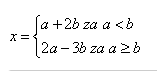 x = { a + 2b za a < b
2a − 3b za a ≥ b